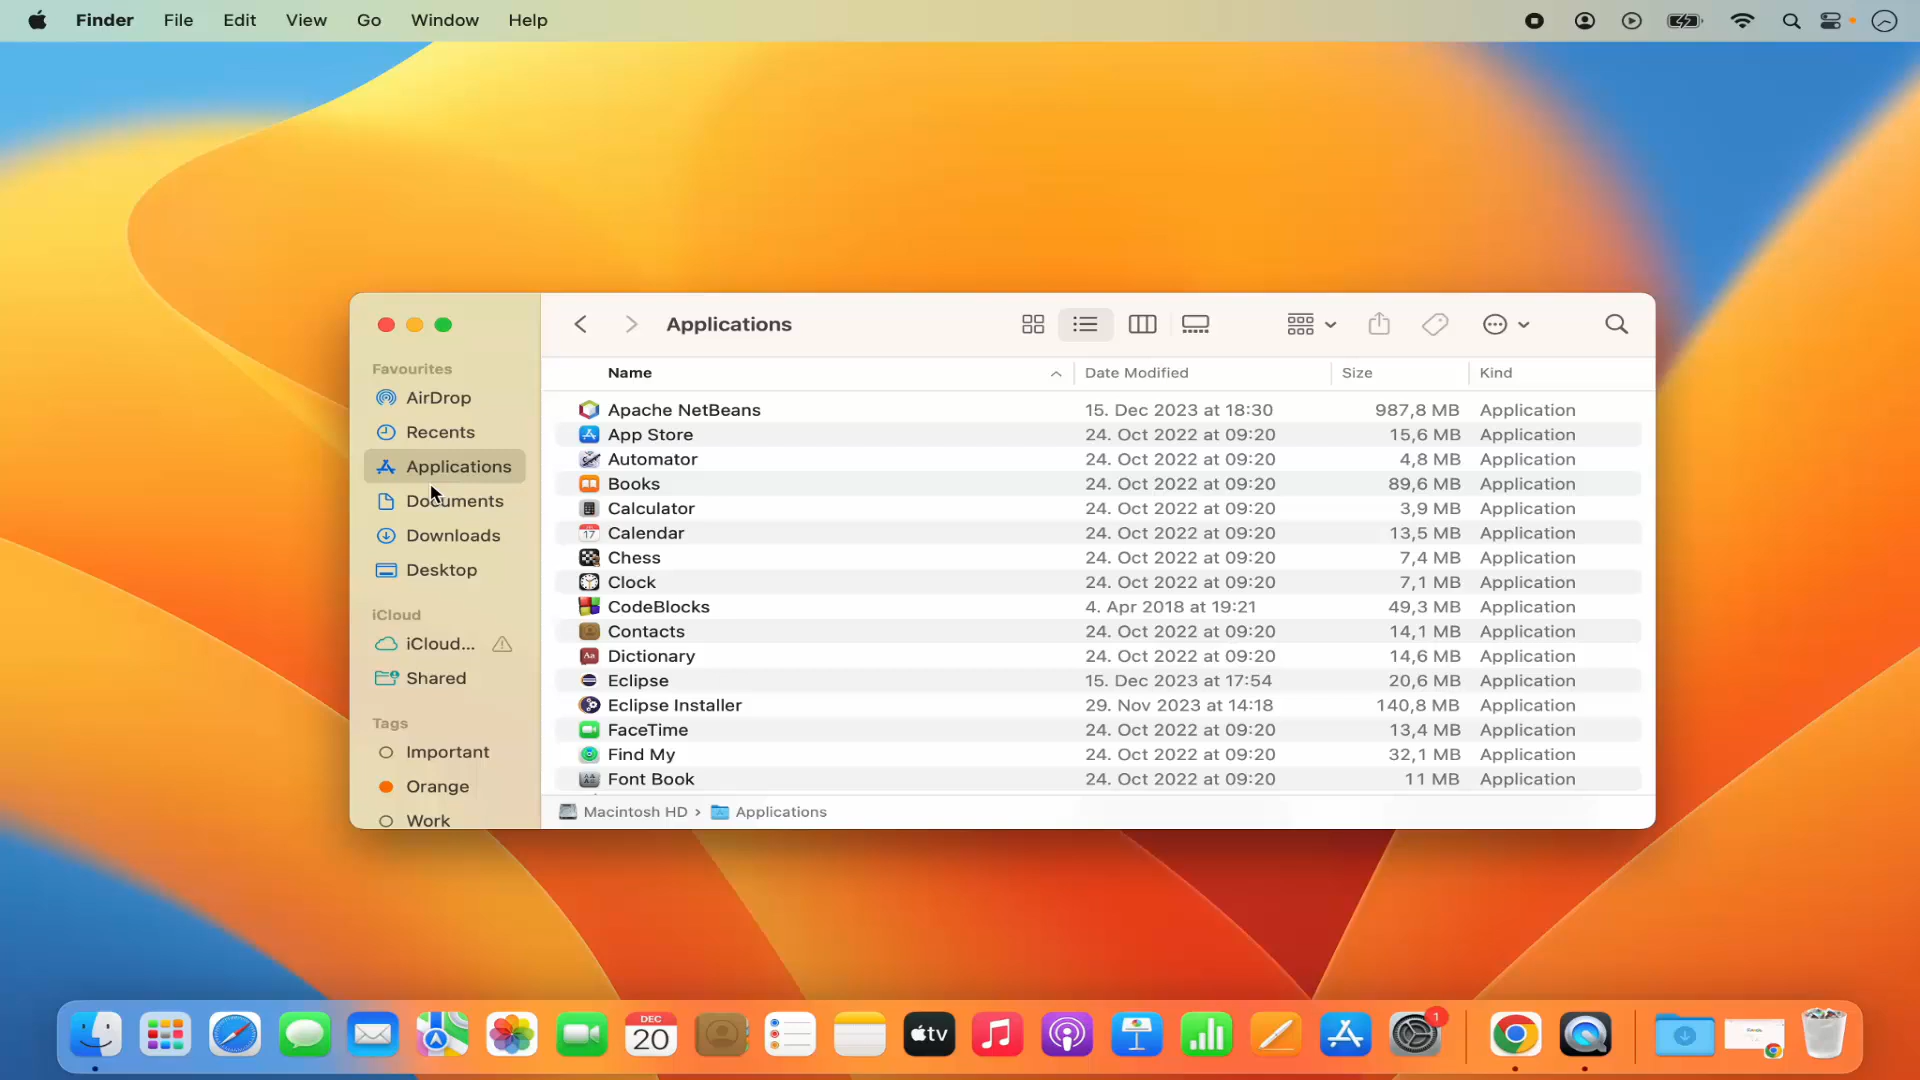 Finder File Edit View Go Window Help
Applications
Favourites
AirDrop
Recents
Applications
Documents
Downloads
Desktop
iCloud
iCloud...
Shared
Tags
Important
Orange
Work
Name Date Modified Size Kind
Apache NetBeans 15. Dec 2023 at 18:30 987,8 MB Application
App Store 24. Oct 2022 at 09:20 15,6 MB Application
Automator 24. Oct 2022 at 09:20 4,8 MB Application
Books 24. Oct 2022 at 09:20 89,6 MB Application
Calculator 24. Oct 2022 at 09:20 3,9 MB Application
Calendar 24. Oct 2022 at 09:20 13,5 MB Application
Chess 24. Oct 2022 at 09:20 7,4 MB Application
Clock 24. Oct 2022 at 09:20 7,1 MB Application
CodeBlocks 4. Apr 2018 at 19:21 49,3 MB Application
Contacts 24. Oct 2022 at 09:20 14,1 MB Application
Dictionary 24. Oct 2022 at 09:20 14,6 MB Application
Eclipse 15. Dec 2023 at 17:54 20,6 MB Application
Eclipse Installer 29. Nov 2023 at 14:18 140,8 MB Application
FaceTime 24. Oct 2022 at 09:20 13,4 MB Application
Find My 24. Oct 2022 at 09:20 32,1 MB Application
Font Book 24. Oct 2022 at 09:20 11 MB Application
Macintosh HD › Applications
DEC
20
tv
1